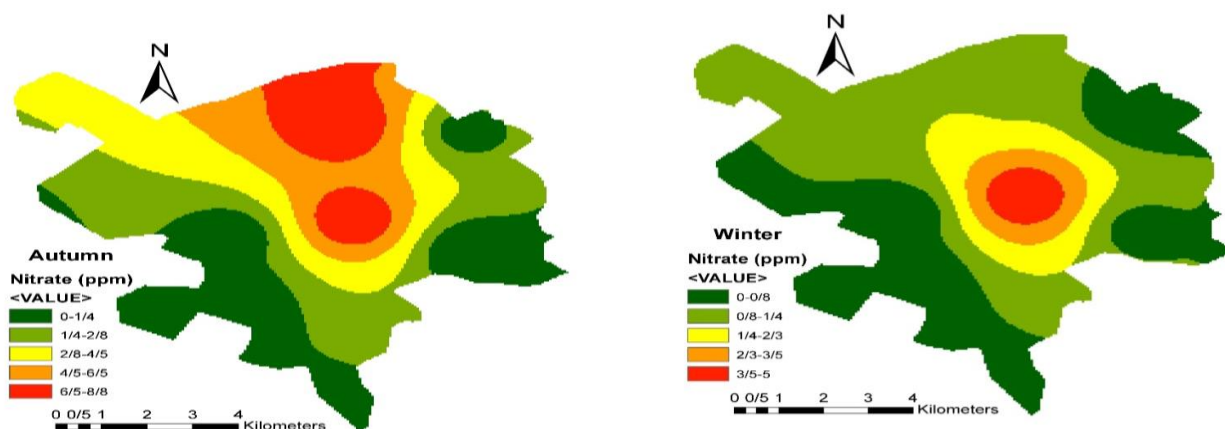 N
Autumn
Nitrate (ppm)
<VALUE>
0-1/4
1/4-2/8
2/8-4/5
4/5-6/5
6/5-8/8
0 0/5 1 2 3 4
Kilometers
N
Winter
Nitrate (ppm)
<VALUE>
0-0/8
0/8-1/4
1/4-2/3
2/3-3/5
3/5-5
0 0/5 1 2 3 4
Kilometers